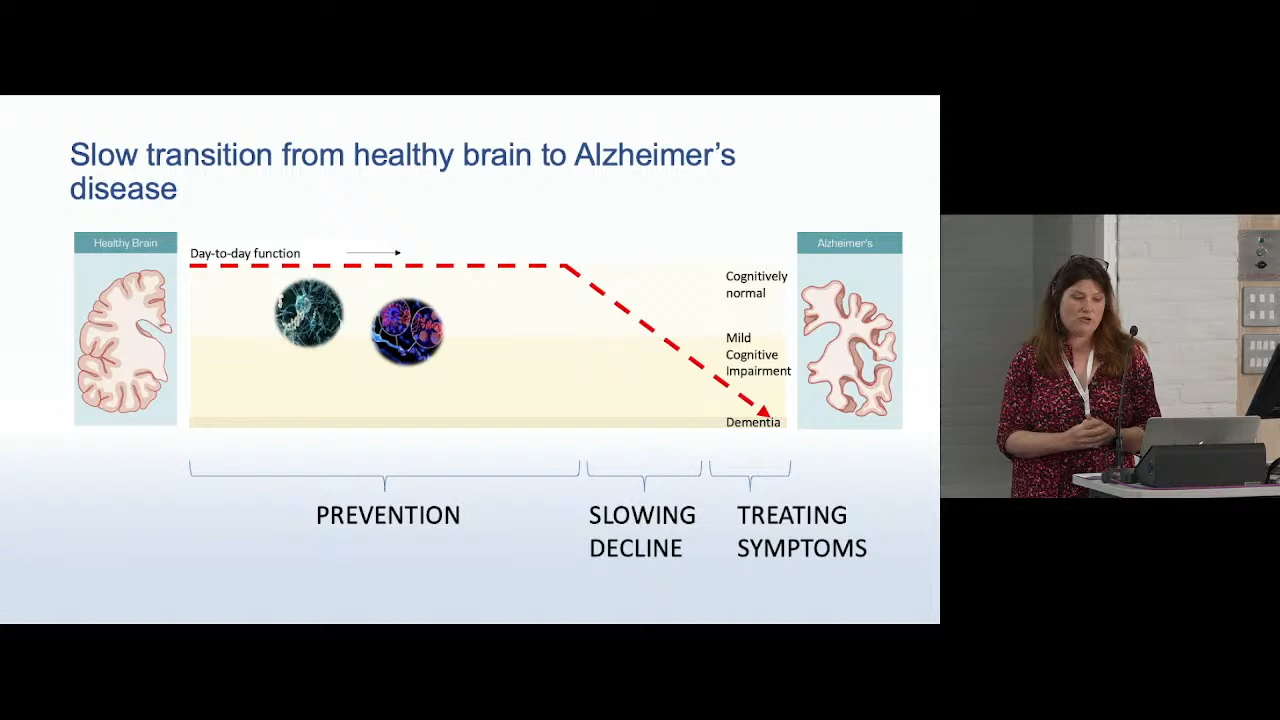 Slow transition from healthy brain to Alzheimer's
disease
Healthy Brain
Day-to-day function
Alzheimer's
Cognitively
normal
Mild
Cognitive
Impairment
Dementia
PREVENTION
SLOWING
DECLINE
TREATING
SYMPTOMS